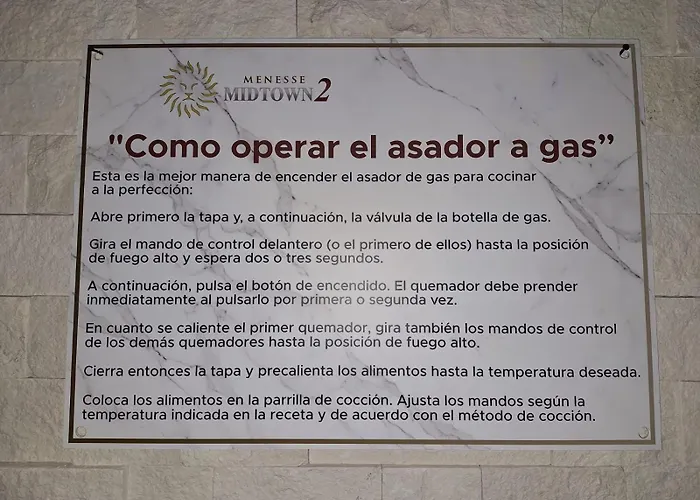 MENESSE
MIDTOWN 2
"Como operar el asador a gas”
Esta es la mejor manera de encender el asador de gas para cocinar
a la perfección:
Abre primero la tapa y, a continuación, la válvula de la botella de gas.
Gira el mando de control delantero (o el primero de ellos) hasta la posición
de fuego alto y espera dos o tres segundos.
A continuación, pulsa el botón de encendido. El quemador debe prender
inmediatamente al pulsarlo por primera o segunda vez.
En cuanto se caliente el primer quemador, gira también los mandos de control
de los demás quemadores hasta la posición de fuego alto.
Cierra entonces la tapa y precalienta los alimentos hasta la temperatura deseada.
Coloca los alimentos en la parrilla de cocción. Ajusta los mandos según la
temperatura indicada en la receta y de acuerdo con el método de cocción.